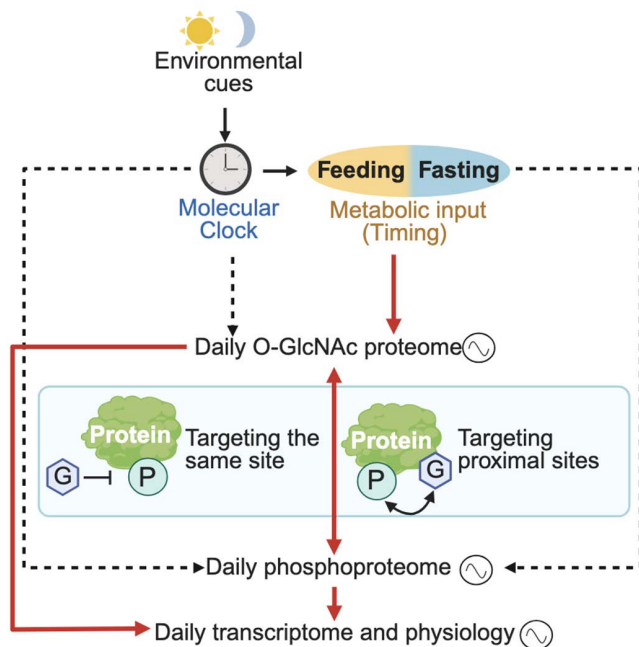 Environmental
cues
Feeding Fasting
Molecular
Clock
Metabolic input
(Timing)
Daily O-GlcNAc proteome
Protein
G
P
Targeting the
same site
Protein
P
G
Targeting
proximal sites
Daily phosphoproteome
Daily transcriptome and physiology